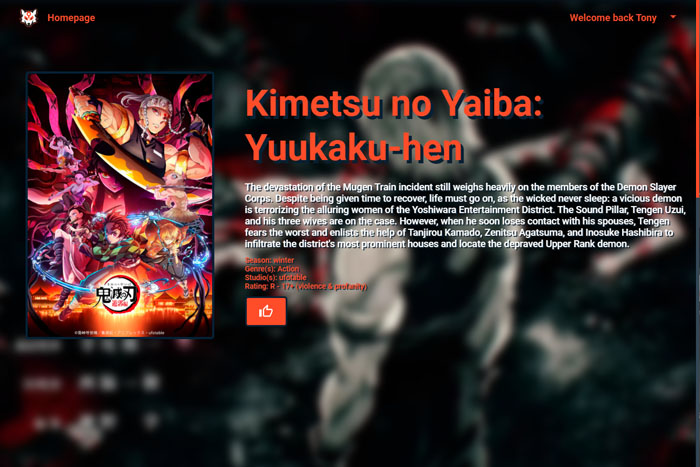 Homepage
Welcome back Tony
Kimetsu no Yaiba:
Yuukaku-hen
The devastation of the Mugen Train incident still weighs heavily on the members of the Demon Slayer
Corps. Despite being given time to recover, life must go on, as the wicked never sleep: a vicious demon
is terrorizing the alluring women of the Yoshiwara Entertainment District. The Sound Pillar, Tengen Uzui,
and his three wives are on the case. However, when he soon loses contact with his spouses, Tengen
fears the worst and enlists the help of Tanjirou Kamado, Zenitsu Agatsuma, and Inosuke Hashibira to
infiltrate the district's most prominent houses and locate the depraved Upper Rank demon.
Season: winter
Genre(s): Action
Studio(s): ufotable
Rating: R - 17+ (violence & profanity)
鬼滅の刃
遊郭編